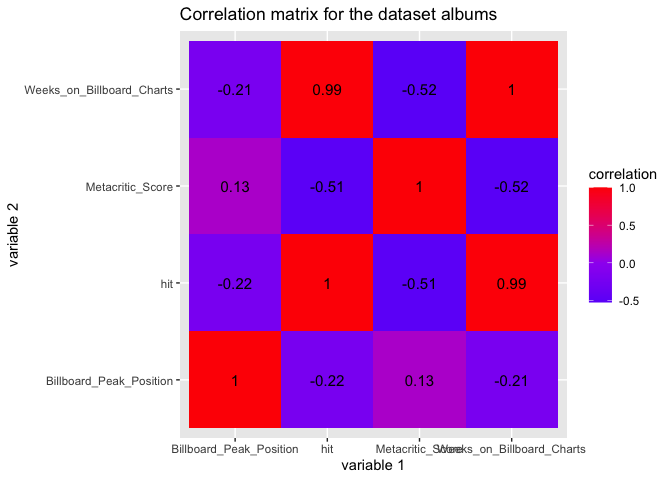 Correlation matrix for the dataset albums
variable 2
Weeks_on_Billboard_Charts
-0.21 0.99 -0.52 1
Metacritic_Score
0.13 -0.51 1 -0.52
hit
-0.22 1 -0.51 0.99
Billboard_Peak_Position
1 -0.22 0.13 -0.21
Billboard_Peak_Position hit Metacritic_Score Weeks_on_Billboard_Charts
variable 1
correlation
1.0
0.5
0.0
-0.5